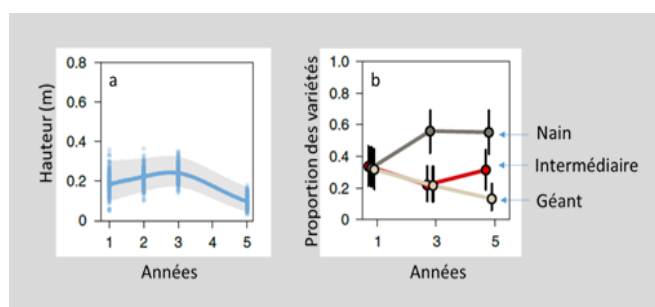 a
Hauteur (m)
0.8
0.6
0.4
0.2
0
1 2 3 4 5
Années
b
Proportion des variétés
1.0
0.8
0.6
0.4
0.2
0
1 3 5
Années
Nain
Intermédiaire
Géant